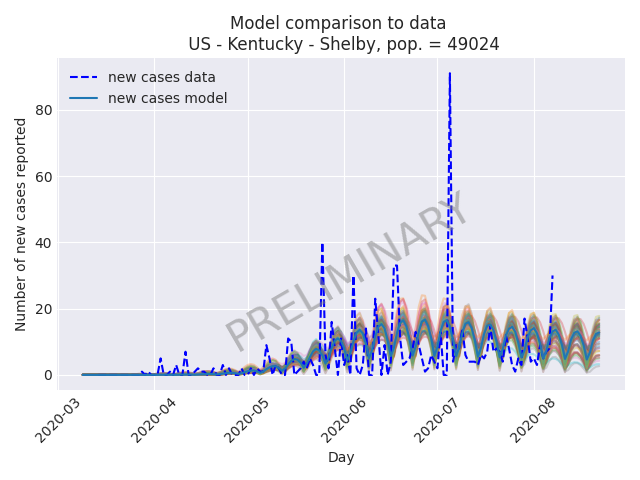 Model comparison to data
US - Kentucky - Shelby, pop. = 49024
new cases data
new cases model
Number of new cases reported
80
60
40
20
0
PRELIMINARY
2020-03
2020-04
2020-05
2020-06
2020-07
2020-08
Day